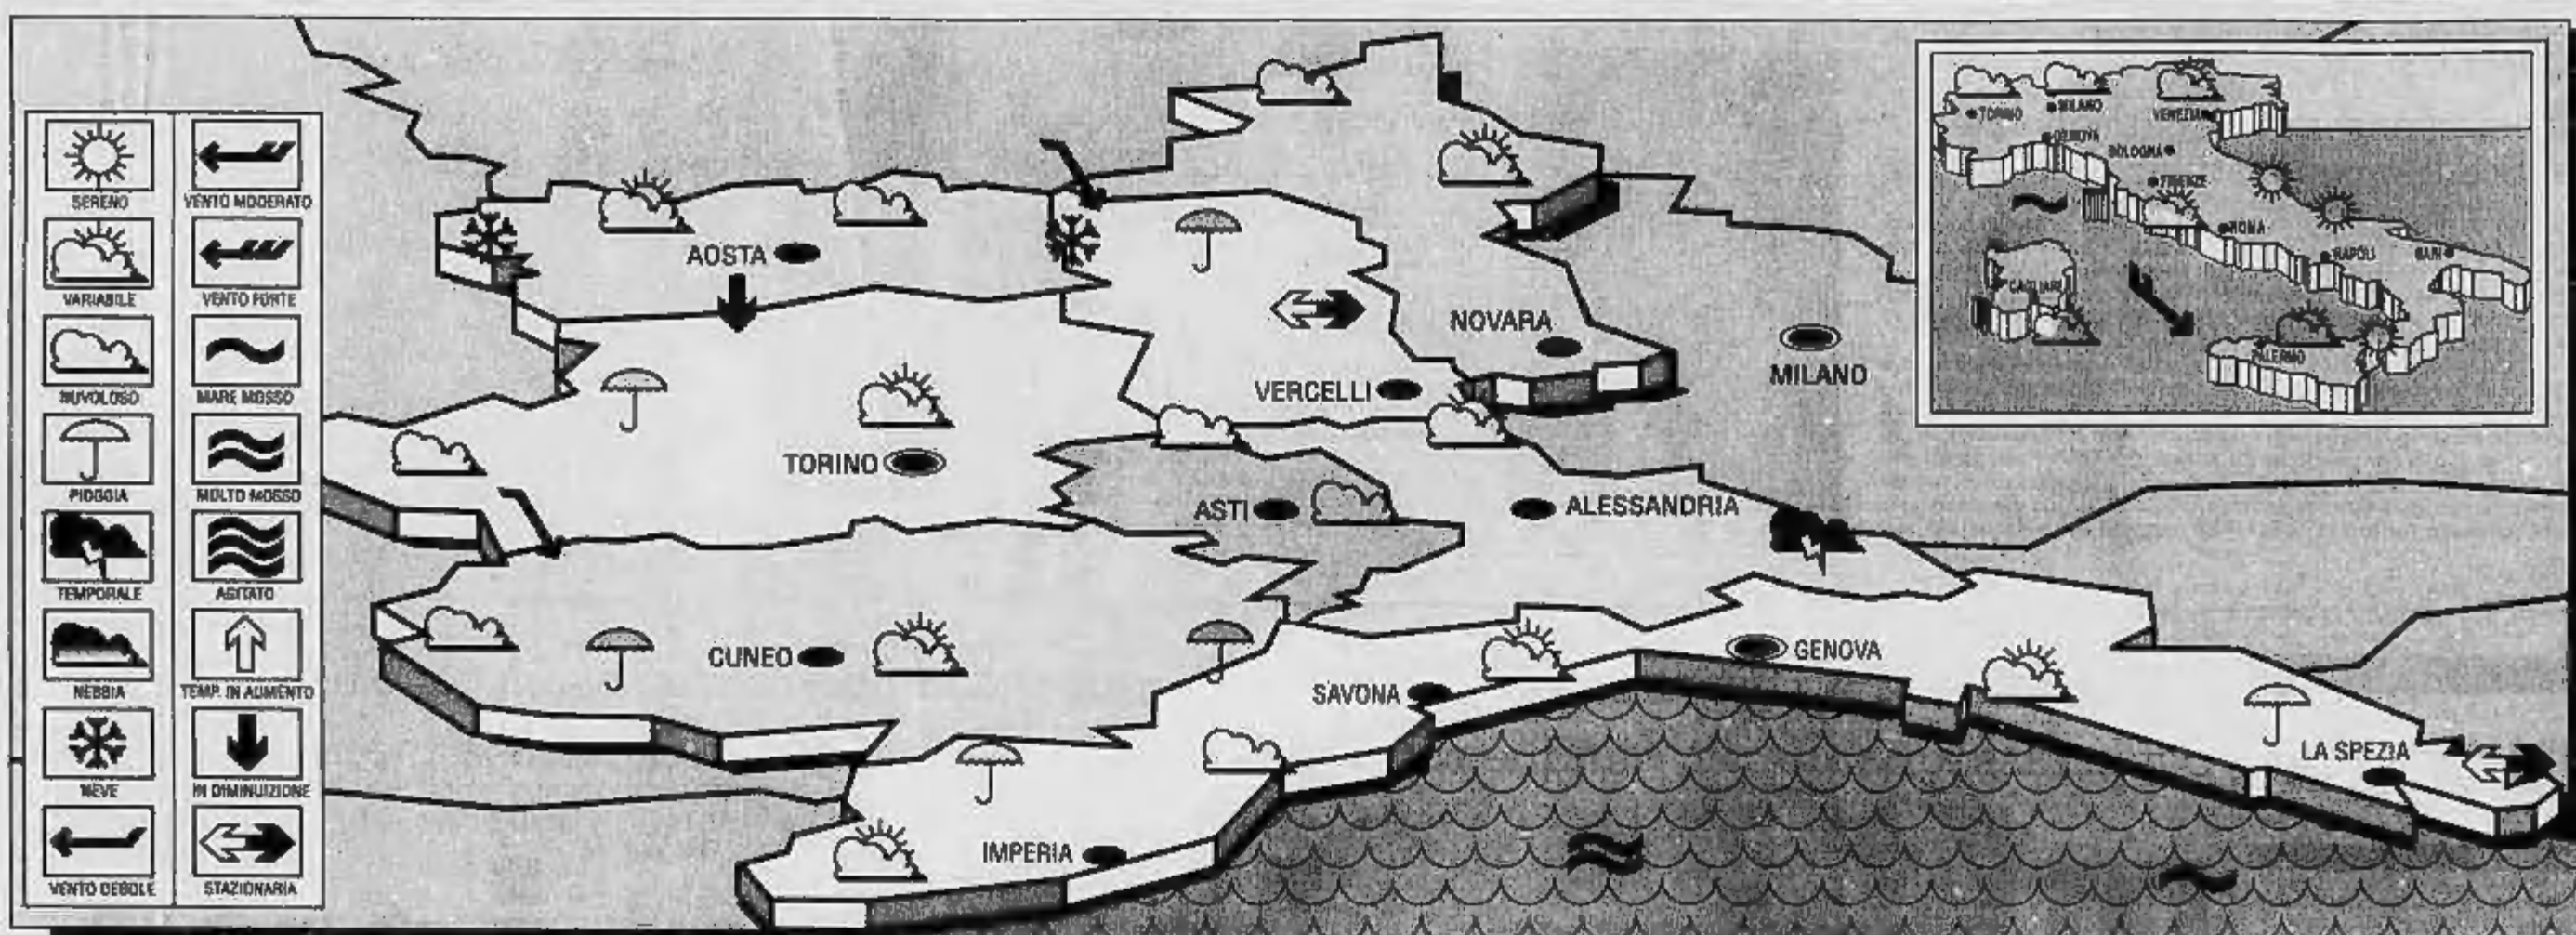 SERENO
VENTO MODERATO
VARIABILE
VENTO FORTE
NUVOLOSO
MARE MOSSO
PIOGGIA
MOLTO MOSSO
TEMPORALE
AGITATO
NEBBIA
TEMP. IN AUMENTO
NEVE
IN DIMINUIZIONE
VENTO DEBOLE
STAZIONARIA
AOSTA
NOVARA
VERCELLI
MILANO
TORINO
ASTI
ALESSANDRIA
CUNEO
GENOVA
SAVONA
LA SPEZIA
IMPERIA
TORINO
MILANO
VENEZIA
GENOVA
BOLOGNA
FIRENZE
ROMA
NAPOLI
BARI
CAGLIARI
PALERMO